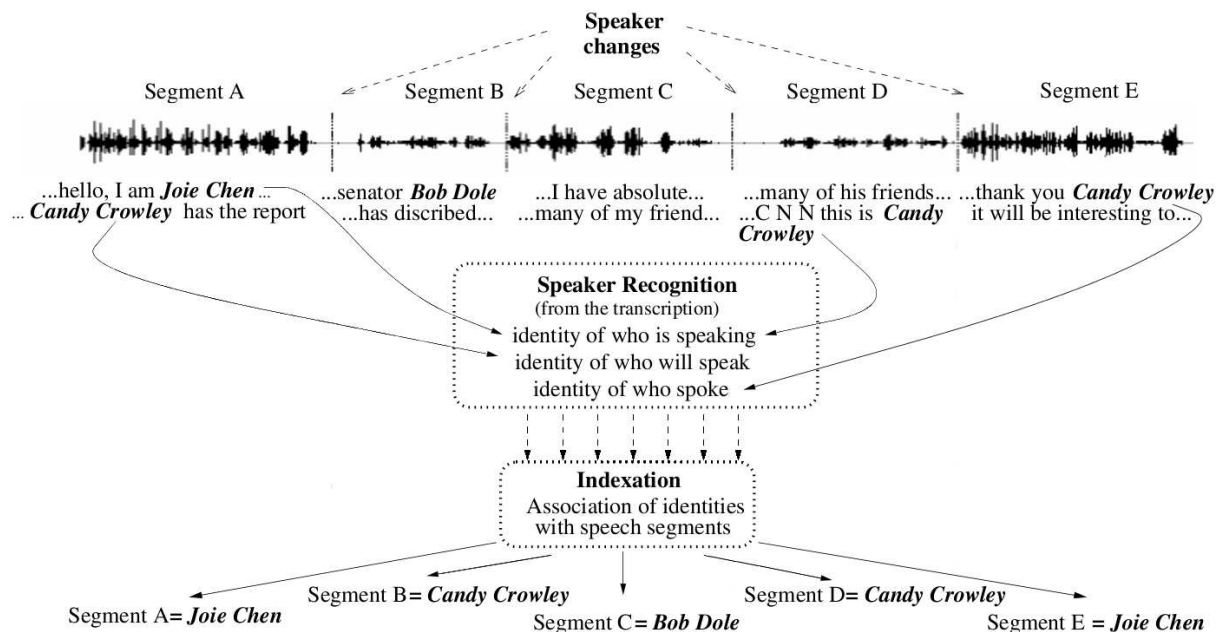 Speaker
changes
Segment A
Segment B
Segment C
Segment D
Segment E
...hello, I am Joie Chen ...
... Candy Crowley has the report
...senator Bob Dole
...has discribed...
...I have absolute...
...many of my friend...
...many of his friends...
...C N N this is Candy
Crowley
...thank you Candy Crowley
it will be interesting to...
Speaker Recognition
(from the transcription)
identity of who is speaking
identity of who will speak
identity of who spoke
Indexation
Association of identities
with speech segments
Segment A= Joie Chen
Segment B= Candy Crowley
Segment C= Bob Dole
Segment D= Candy Crowley
Segment E = Joie Chen